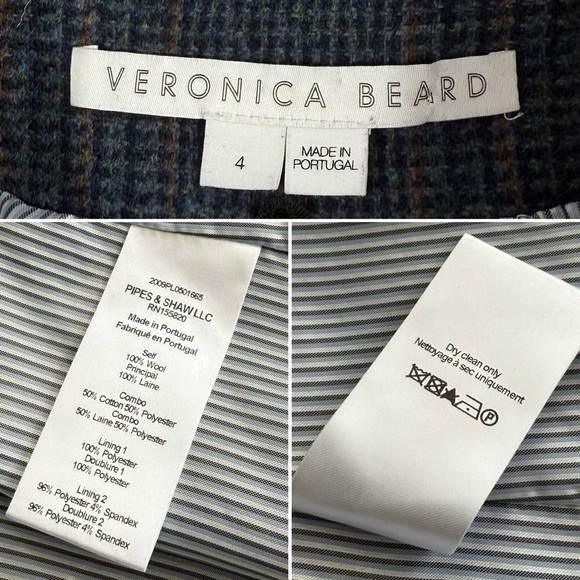 VERONICA BEARD
4
MADE IN
PORTUGAL
2009PL0501665
PIPES & SHAW LLC
RN155820
Made in Portugal
Fabriqué en Portugal
Self
100% Wool
Principal
100% Laine
Combo
50% Cotton 50% Polyester
Combo
50% Laine 50% Polyester
Lining 1
100% Polyester
Doublure 1
100% Polyester
Lining 2
96% Polyester 4% Spandex
Doublure 2
96% Polyester 4% Spandex
Dry clean only
Nettoyage à sec uniquement
P